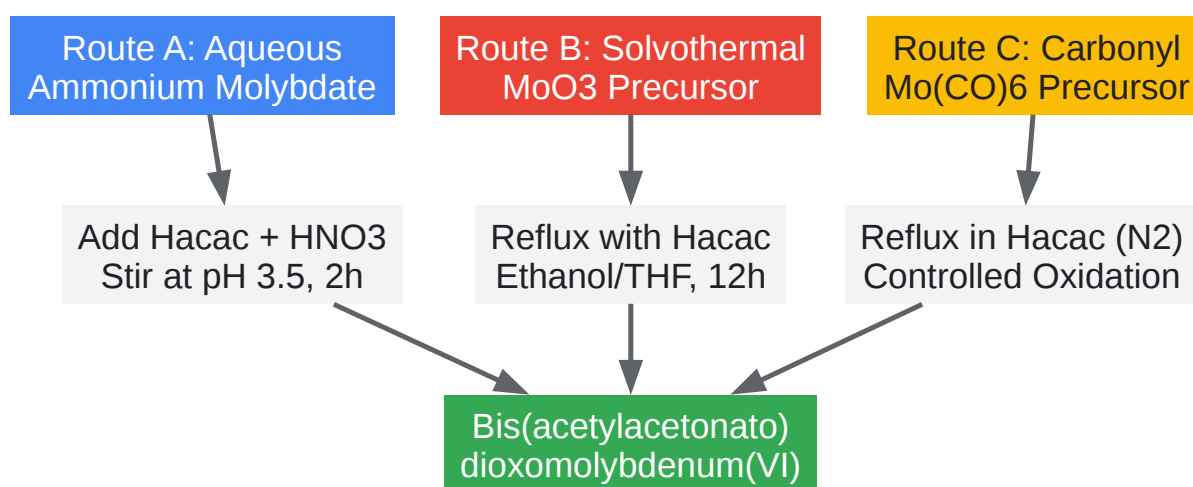 Route A: Aqueous
Ammonium Molybdate
Route B: Solvothermal
MoO3 Precursor
Route C: Carbonyl
Mo(CO)6 Precursor
Add Hacac + HNO3
Stir at pH 3.5, 2h
Reflux with Hacac
Ethanol/THF, 12h
Reflux in Hacac (N2)
Controlled Oxidation
Bis(acetylacetonato)
dioxomolybdenum(VI)